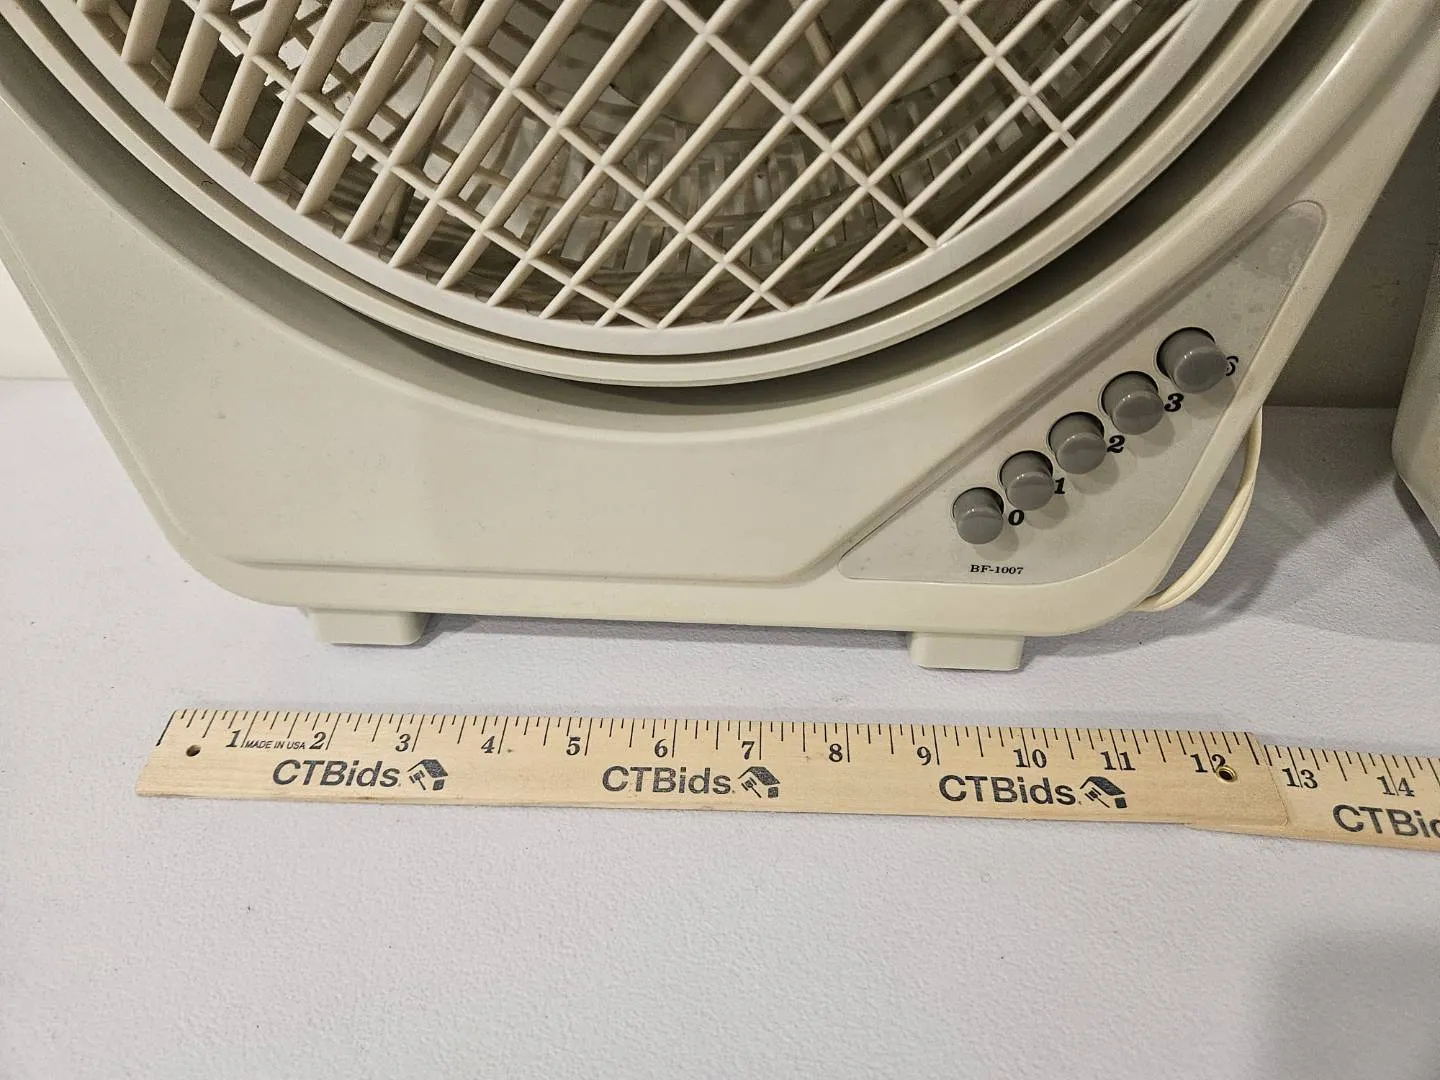 S
3
2
1
0
BF-1007
1 MADE IN USA 2 3 4 5 6 7 8 9 10 11 12 13 14
CTBids. CTBids. CTBids. CTBid